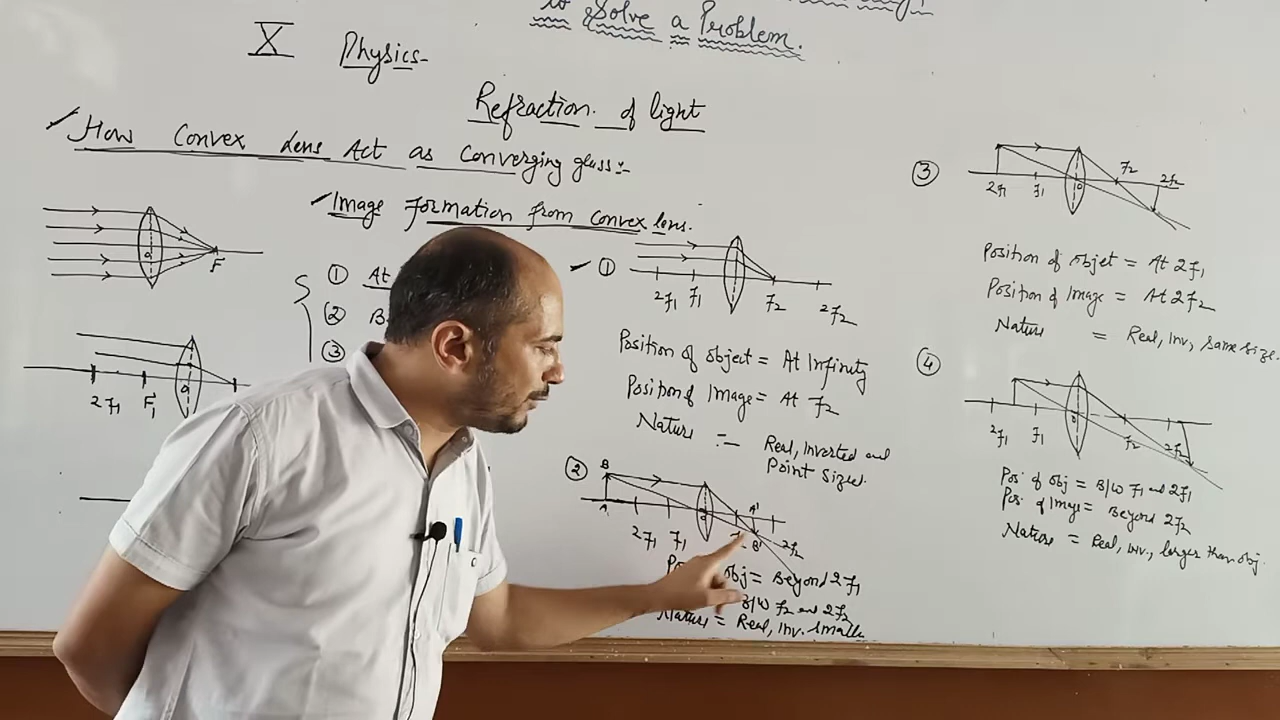 to Solve a Problem.
X Physics-
Refraction of light
How Convex Lens Act as Converging glass:-
Image Formation from Convex lens.
F
2F1 F1
① At
② B
③
①
2F1 F1 F2 2F2
Position of object = At Infinity
Position of Image = At F2
Nature :- Real, Inverted and
Point sized.
②
B
A
2F1 F1 A' B' 2F2
obj = Beyond 2F1
B/W F2 and 2F2
Nature = Real, Inv. Smaller
③
2F1 F1 O F2 2F2
Position of Objet = At 2F1
Position of Image = At 2F2
Nature = Real, Inv, same size.
④
2F1 F1 F2 2F2
Pos. of obj = B/W F1 and 2F1
Pos. of Image = Beyond 2F2
Nature = Real, Inv., larger than obj.